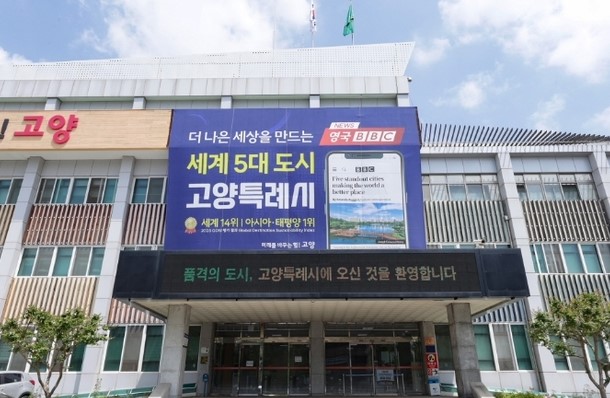 고양
더 나은 세상을 만드는
NEWS
영국 BBC
세계 5대 도시
고양특례시
세계 14위 | 아시아·태평양 1위
Global Destination Sustainability Index
미래를 바꾸는 힘! 고양
BBC
Five standout cities
making the world a
better place
품격의 도시, 고양특례시에 오신 것을 환영합니다